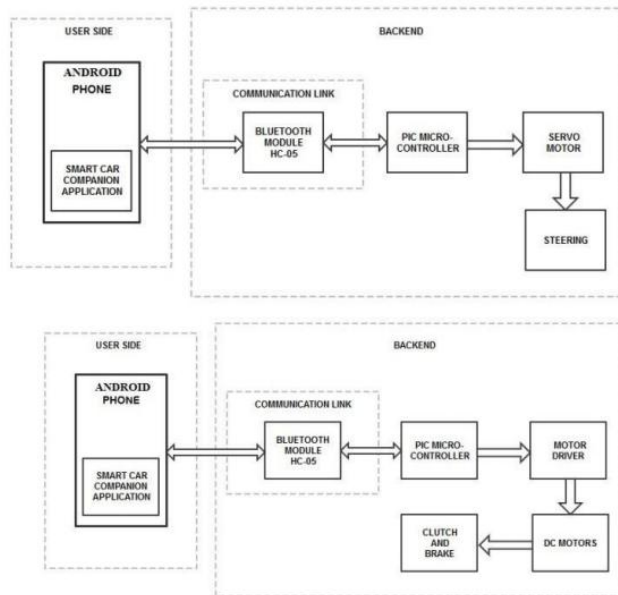 USER SIDE
BACKEND
ANDROID
PHONE
COMMUNICATION LINK
BLUETOOTH
MODULE
HC-05
PIC MICRO-
CONTROLLER
SERVO
MOTOR
SMART CAR
COMPANION
APPLICATION
STEERING
USER SIDE
BACKEND
ANDROID
PHONE
COMMUNICATION LINK
BLUETOOTH
MODULE
HC-05
PIC MICRO-
CONTROLLER
MOTOR
DRIVER
SMART CAR
COMPANION
APPLICATION
CLUTCH
AND
BRAKE
DC MOTORS